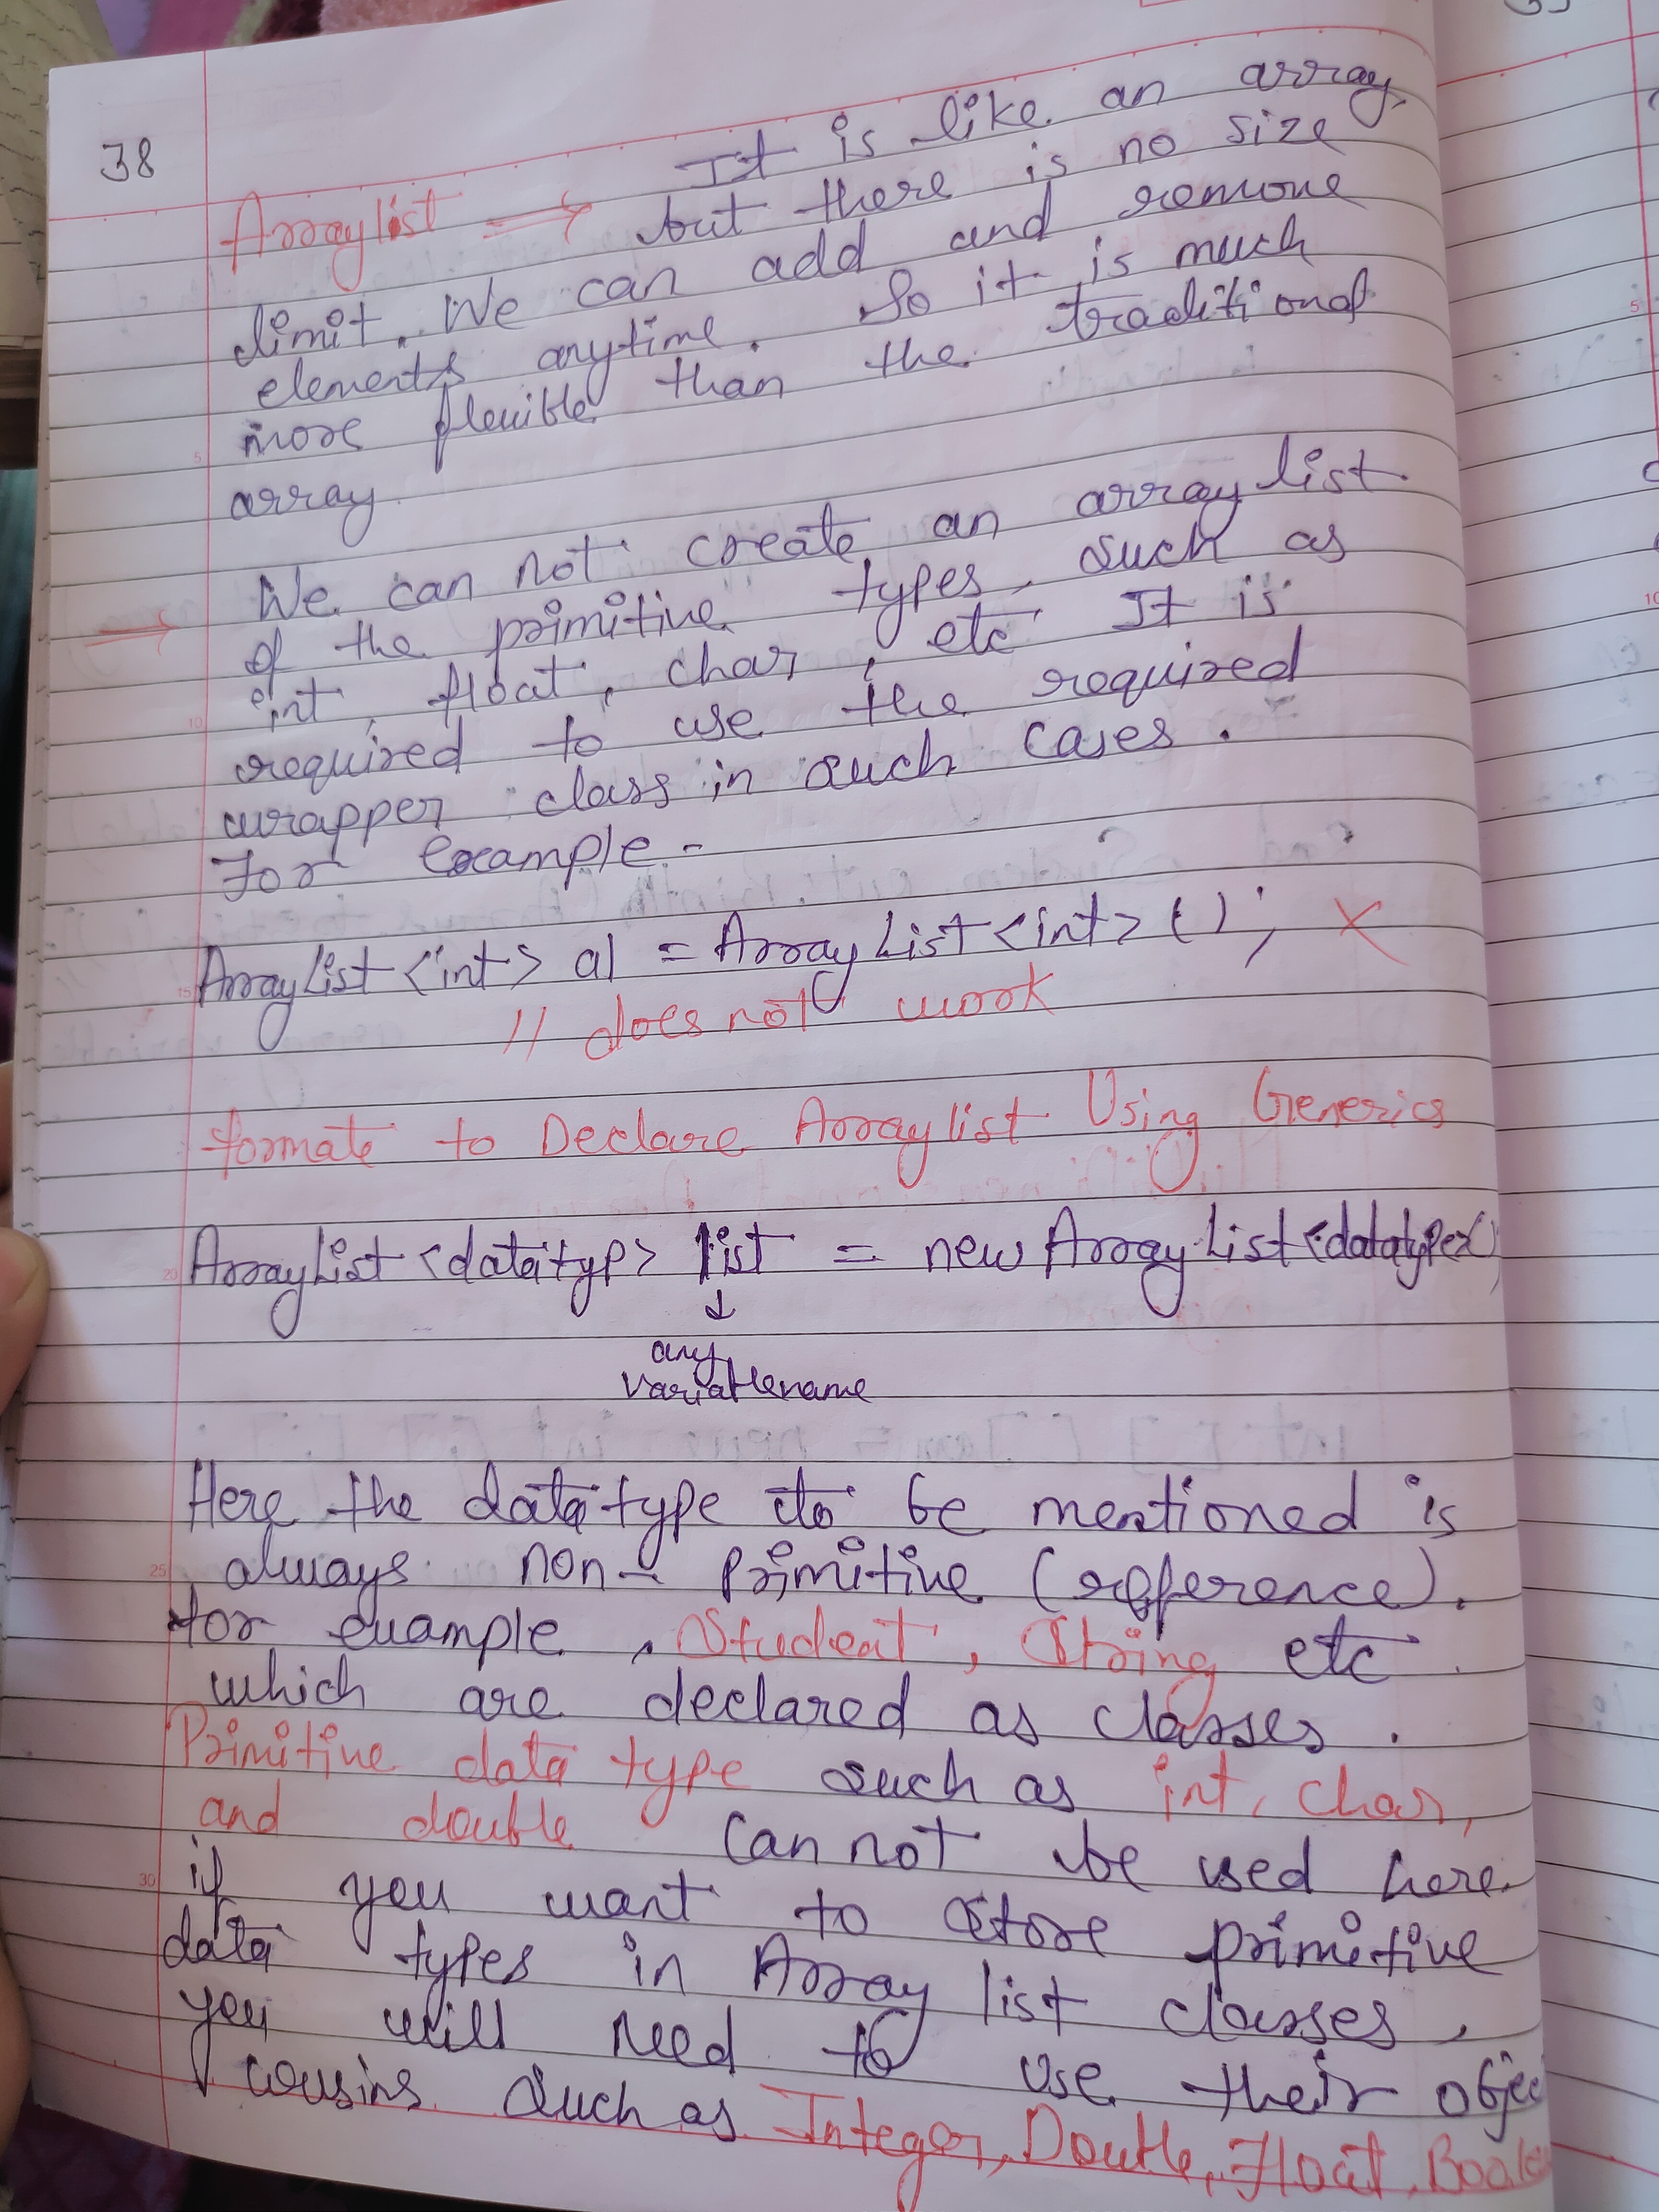 38
It is like an array,
Arraylist ⇒ but there is no size
limit. We can add and remove
elements anytime. So it is much
more flexible than the traditional
array.
We can not create an array list
→ of the primitive types, such as
int, float, char, etc It is
required to use the required
wrapper class in such cases.
For example -
ArrayList<int> al = ArrayList<int>(); X
// does not work
formate to Declare Arraylist Using Generics
ArrayList<datatyp> list = new ArrayList<datatype>()
↓
any
variablename
Here the data type to be mentioned is
always non- primitive (refference).
for example, Student, String etc
which are declared as classes.
Primitive data type such as int, char,
and double can not be used here.
if you want to store primitive
data types in Array list classes,
you will need to use their objec
cousins such as Integer, Double, Float, Boole